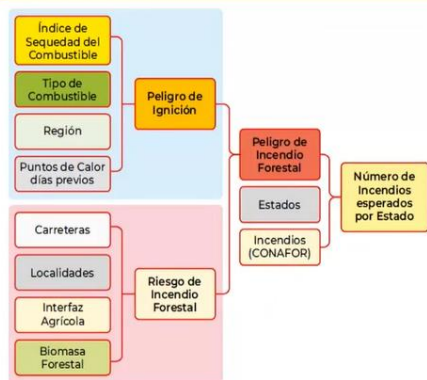 Índice de
Sequedad del
Combustible
Tipo de
Combustible
Región
Puntos de Calor
días previos
Peligro de
Ignición
Carreteras
Localidades
Interfaz
Agrícola
Biomasa
Forestal
Riesgo de
Incendio
Forestal
Peligro de
Incendio
Forestal
Estados
Incendios
(CONAFOR)
Número de
Incendios
esperados
por Estado